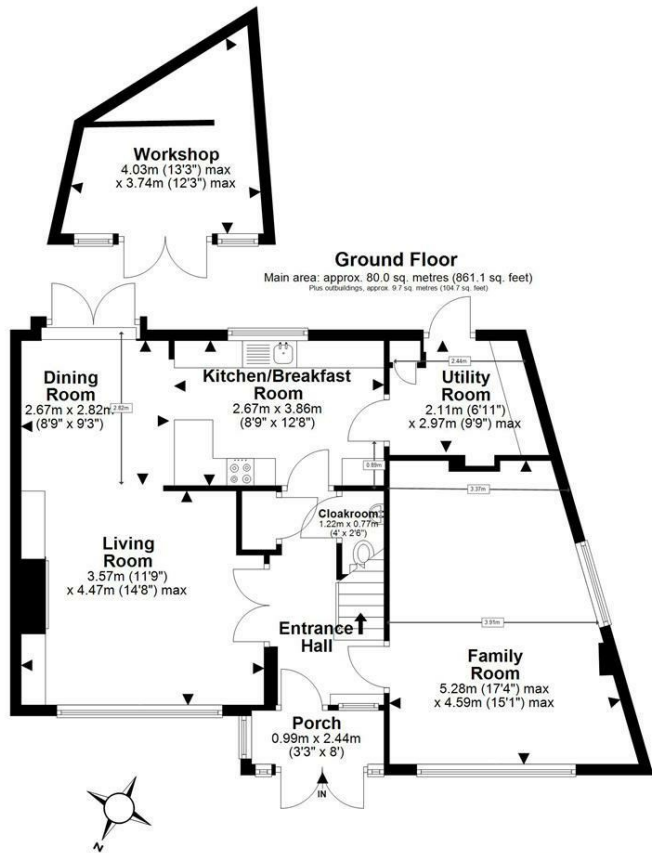 Workshop
4.03m (13'3") max
x 3.74m (12'3") max
Ground Floor
Main area: approx. 80.0 sq. metres (861.1 sq. feet)
Plus outbuildings, approx. 9.7 sq. metres (104.7 sq. feet)
Dining
Room
2.67m x 2.82m
(8'9" x 9'3")
2.82m
Kitchen/Breakfast
Room
2.67m x 3.86m
(8'9" x 12'8")
2.44m
Utility
Room
2.11m (6'11")
x 2.97m (9'9") max
0.89m
3.37m
Cloakroom
1.22m x 0.77m
(4' x 2'6")
Living
Room
3.57m (11'9")
x 4.47m (14'8") max
Entrance
Hall
3.91m
Family
Room
5.28m (17'4") max
x 4.59m (15'1") max
Porch
0.99m x 2.44m
(3'3" x 8')
IN
N